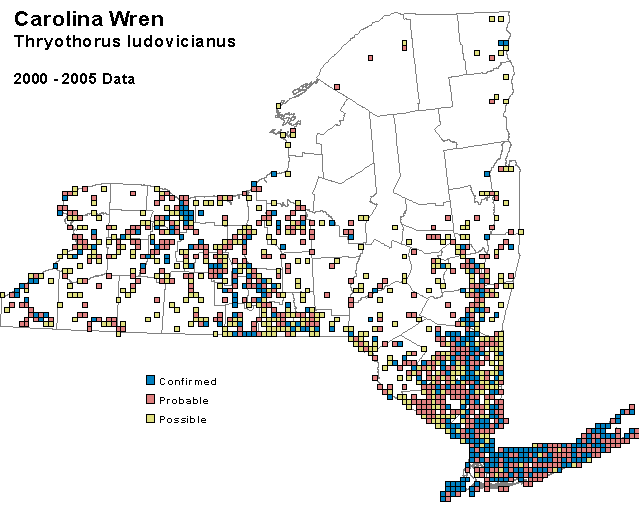 Carolina Wren
Thryothorus ludovicianus
2000 - 2005 Data
Confirmed
Probable
Possible